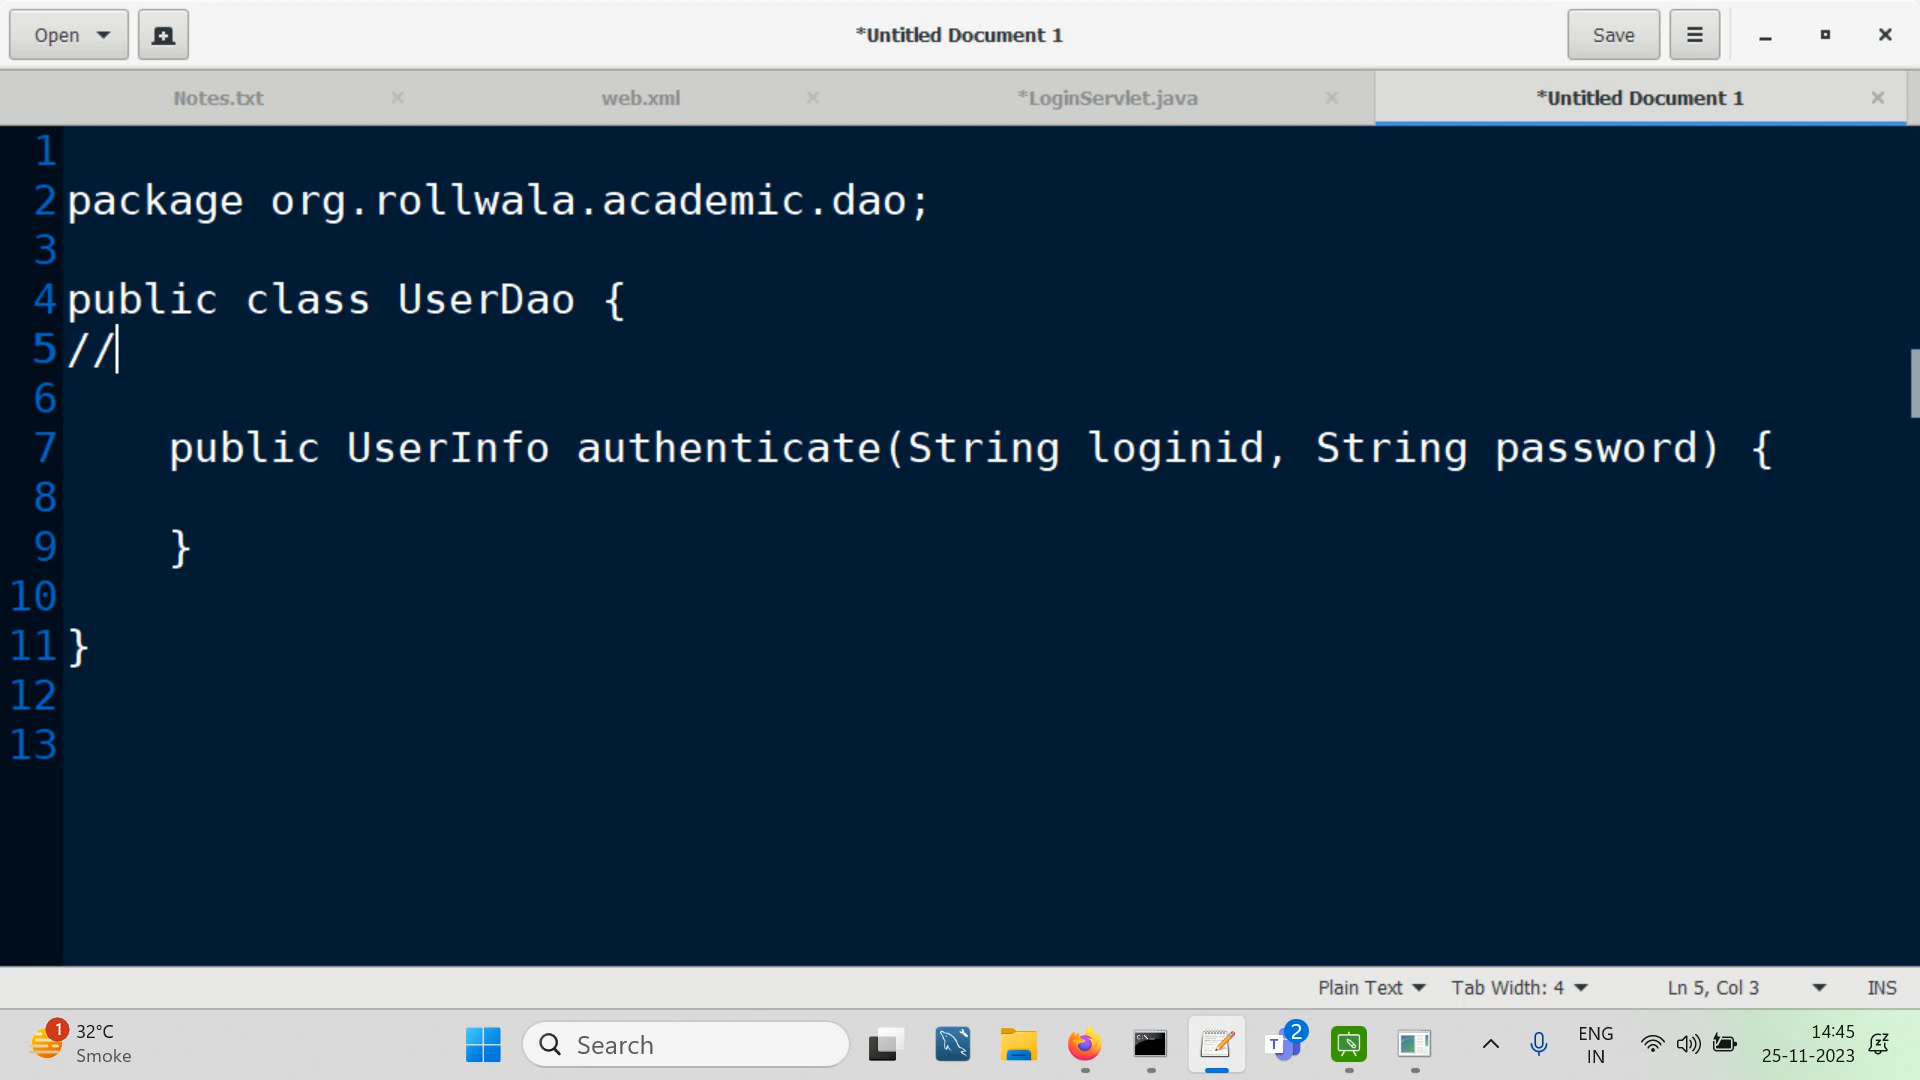 Open
*Untitled Document 1
Save
Notes.txt
web.xml
*LoginServlet.java
*Untitled Document 1
1
2 package org.rollwala.academic.dao;
3
4 public class UserDao {
5 //
6
7 public UserInfo authenticate(String loginid, String password) {
8
9 }
10
11 }
12
13
Plain Text
Tab Width: 4
Ln 5, Col 3
INS
1
32°C
Smoke
Search
T
2
ENG
IN
14:45
25-11-2023